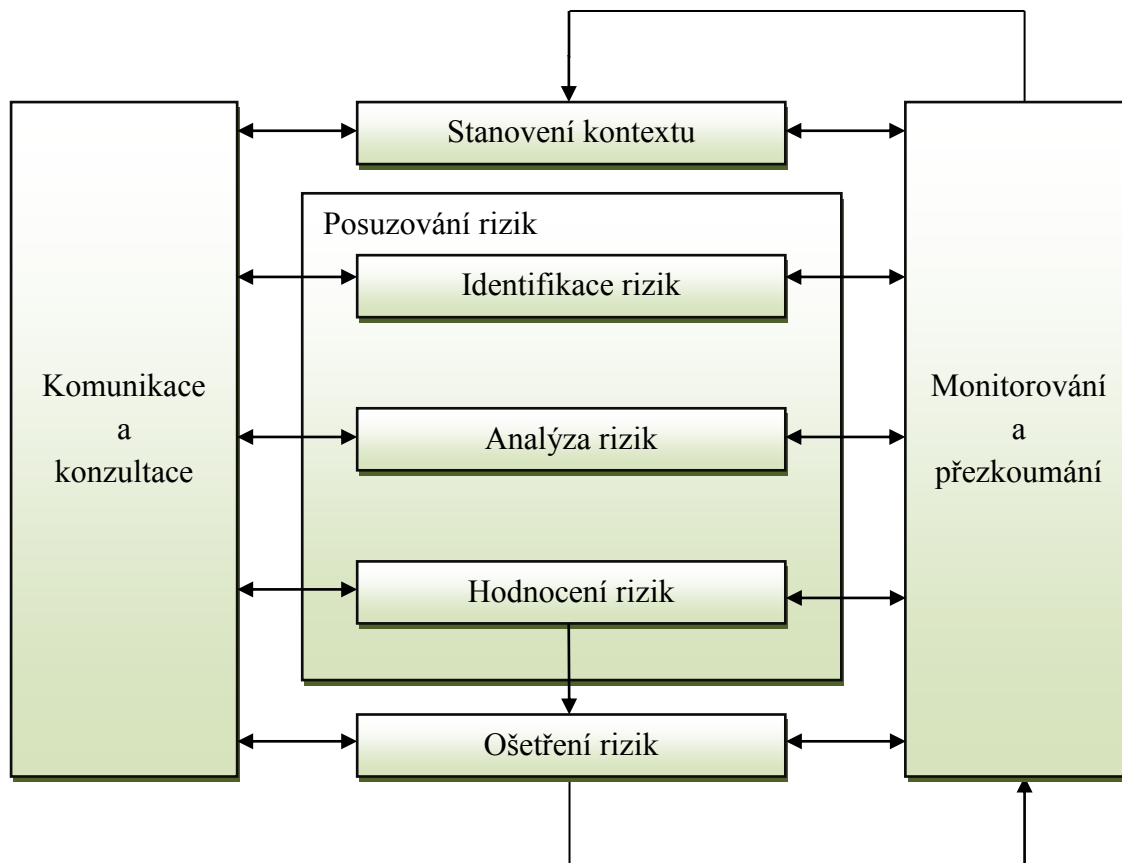 Stanovení kontextu
Posuzování rizik
Identifikace rizik
Komunikace
a
konzultace
Analýza rizik
Monitorování
a
přezkoumání
Hodnocení rizik
Ošetření rizik